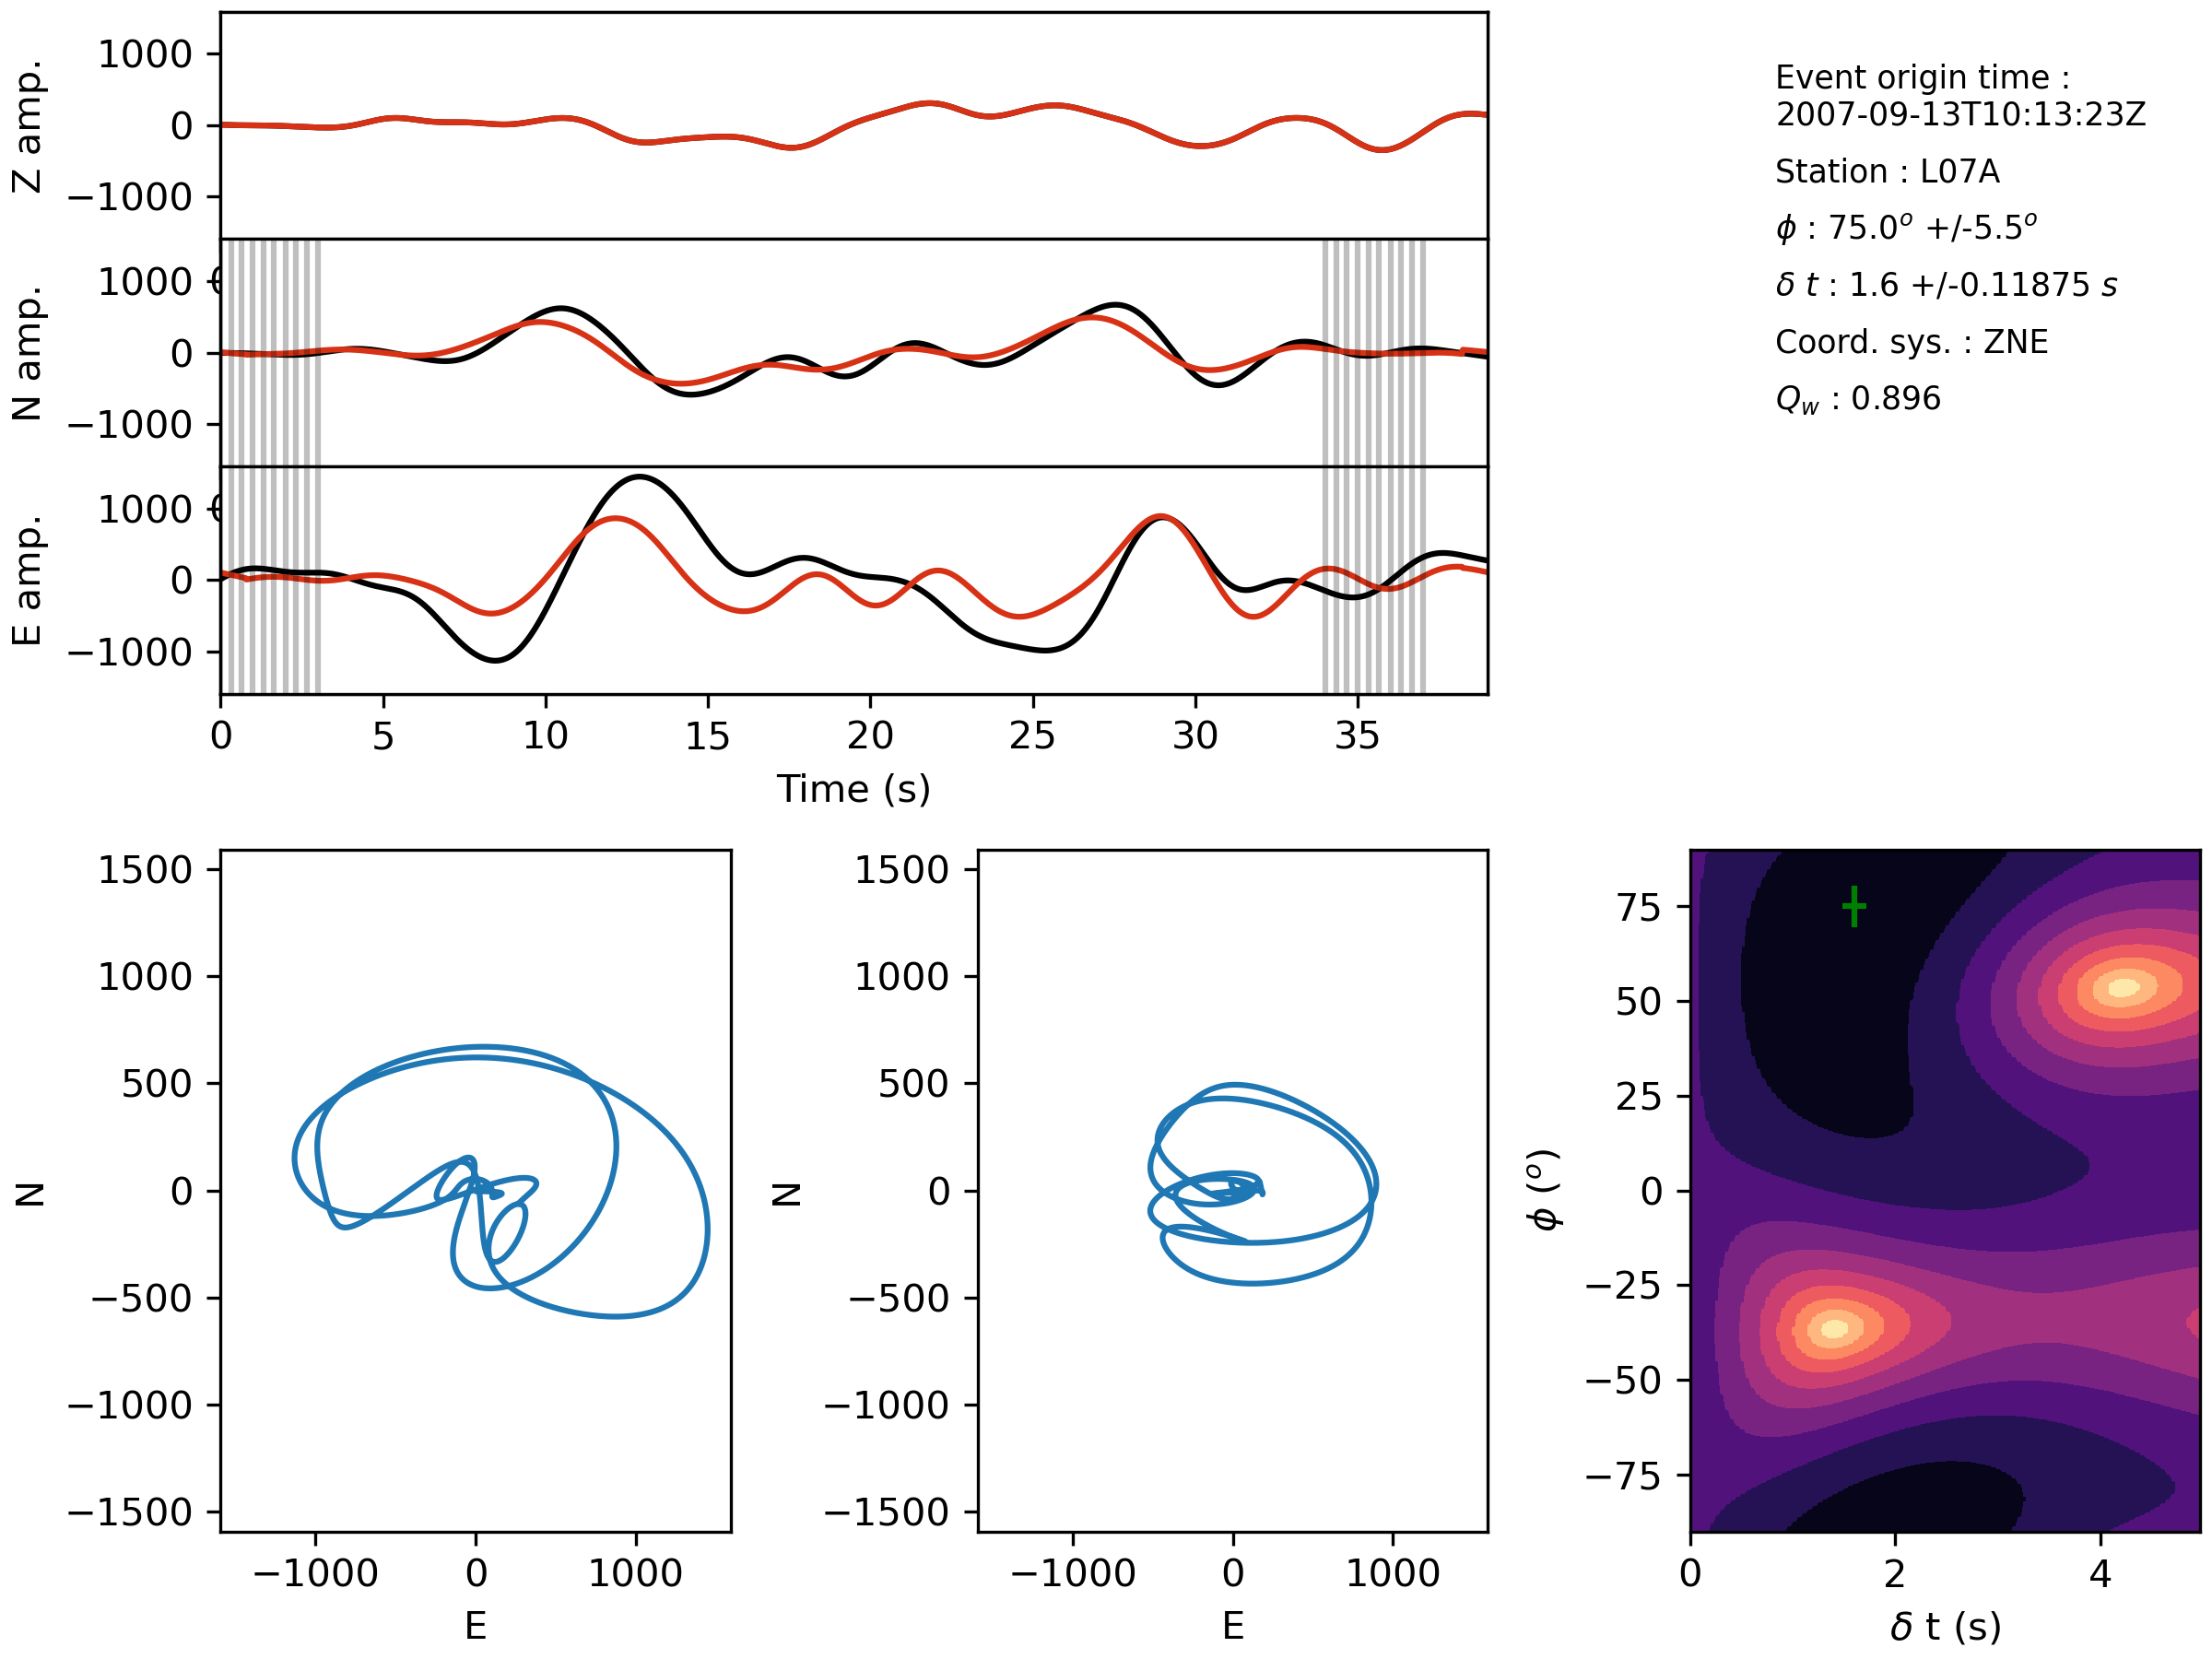 Z amp.
1000
0
−1000
N amp.
1000
0
−1000
E amp.
1000
0
−1000
0 5 10 15 20 25 30 35
Time (s)
Event origin time :
2007-09-13T10:13:23Z
Station : L07A
ϕ : 75.0° +/-5.5°
δ t : 1.6 +/-0.11875 s
Coord. sys. : ZNE
Qw : 0.896
N
1500
1000
500
0
−500
−1000
−1500
−1000 0 1000
E
N
1500
1000
500
0
−500
−1000
−1500
−1000 0 1000
E
ϕ (°)
75
50
25
0
−25
−50
−75
0 2 4
δ t (s)